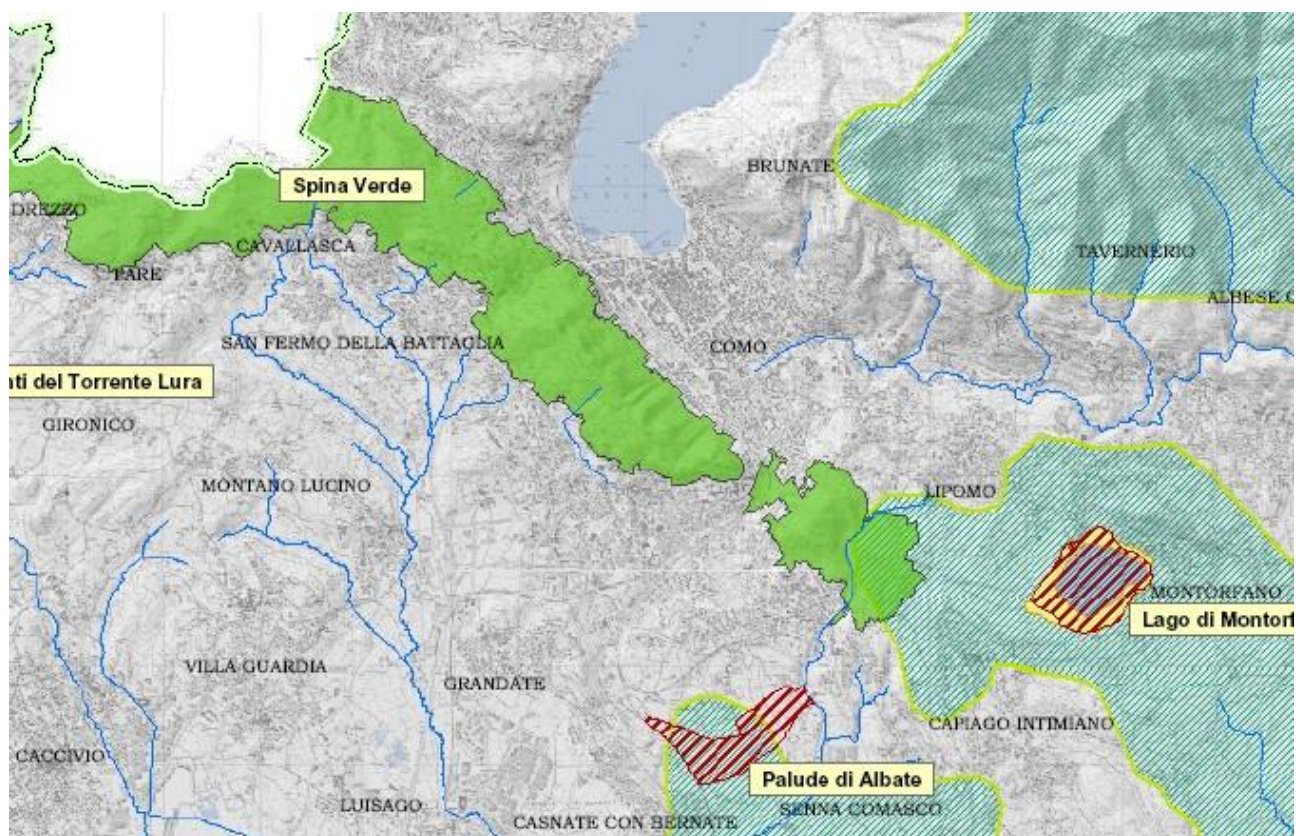 BRUNATE
Spina Verde
DREZZO
CAVALLASCA
TAVERNERIO
PARE
ALBESE C
SAN FERMO DELLA BATTAGLIA
COMO
nti del Torrente Lura
GIRONICO
MONTANO LUCINO
LIPOMO
MONTORFANO
Lago di Montorf
VILLA GUARDIA
GRANDATE
CAPIAGO INTIMIANO
CACCIVIO
Palude di Albate
LUISAGO
SENNA COMASCO
CASNATE CON BERNATE